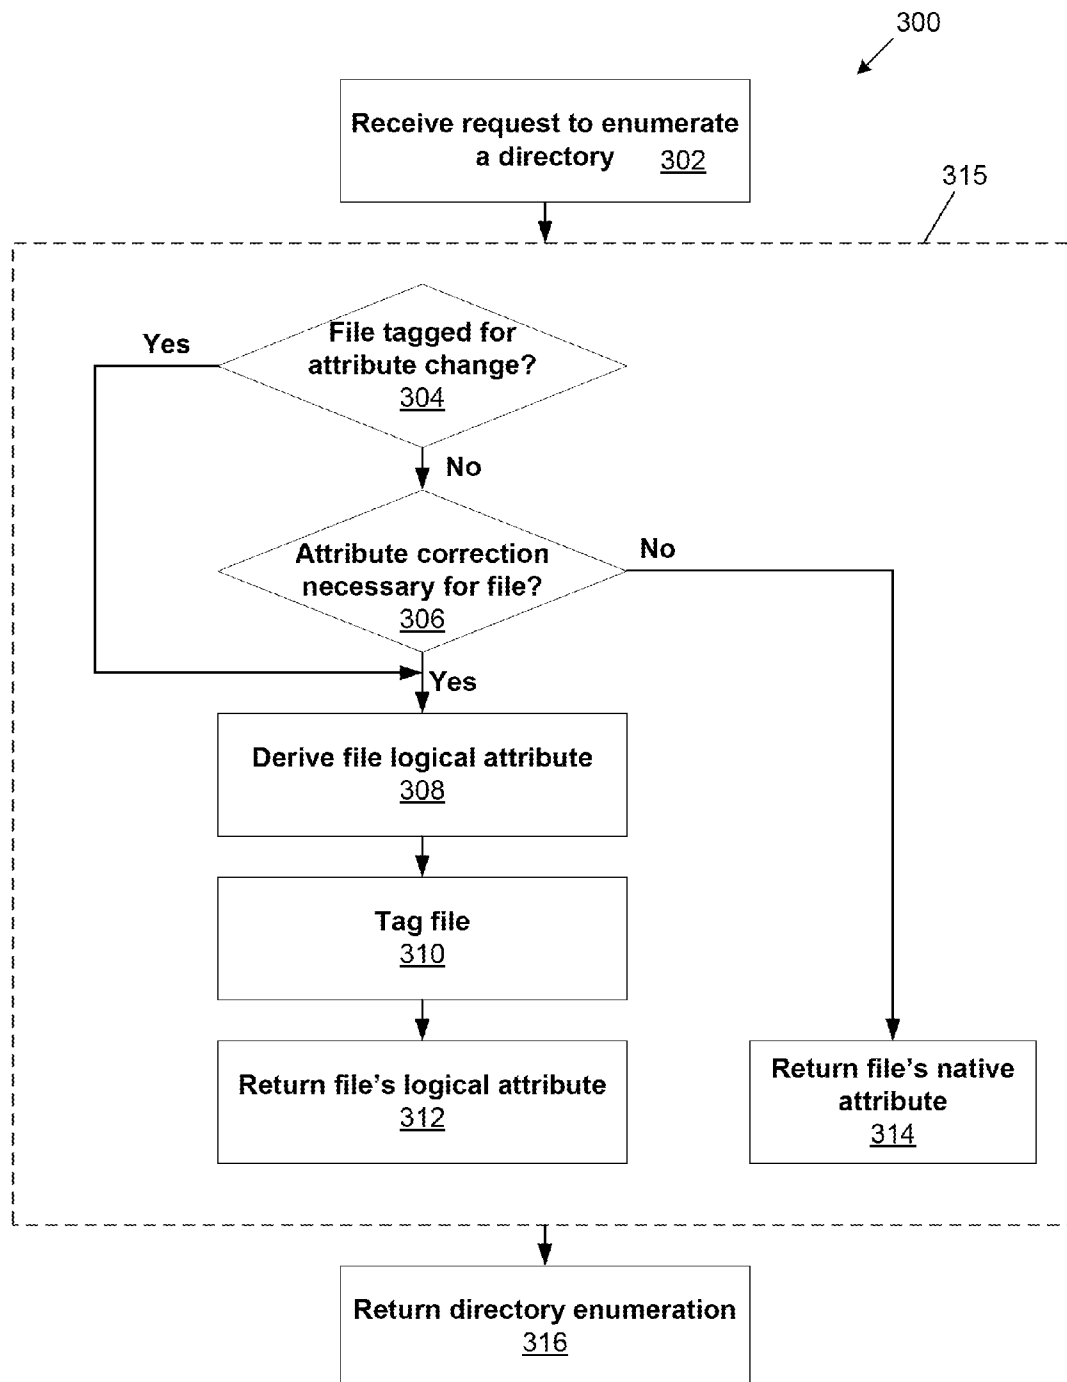 300
Receive request to enumerate
a directory 302
315
File tagged for
attribute change?
304
Yes
No
Attribute correction
necessary for file?
306
No
Yes
Derive file logical attribute
308
Tag file
310
Return file's logical attribute
312
Return file's native
attribute
314
Return directory enumeration
316